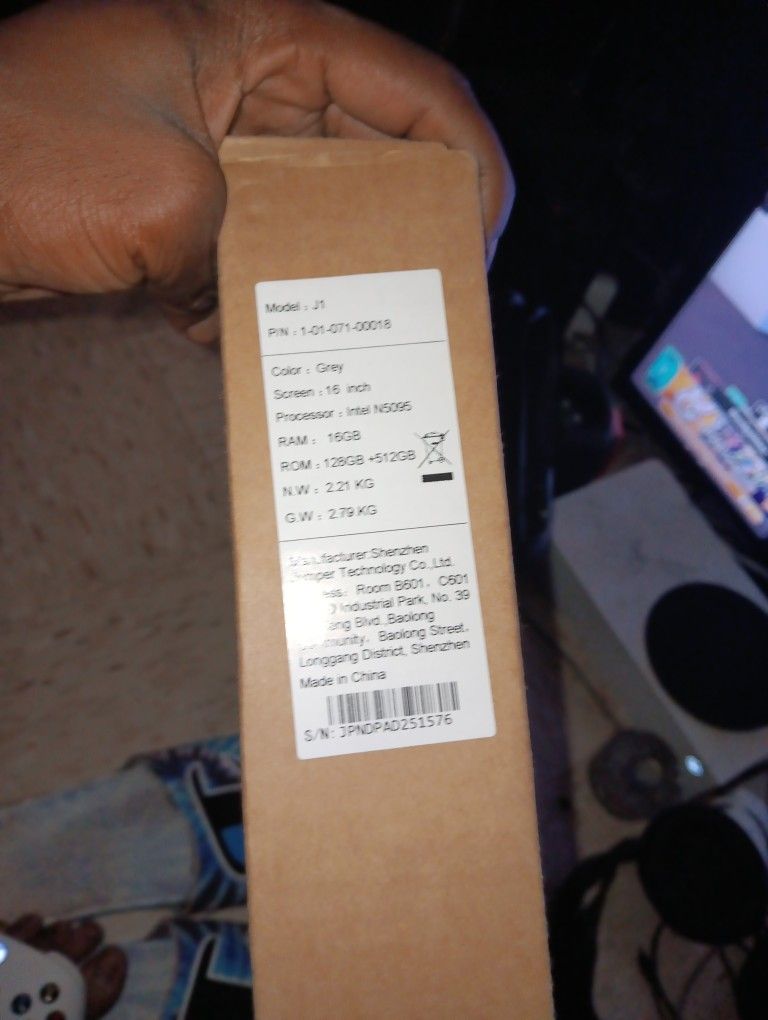 Model：J1
P/N：1-01-071-00018
Color：Grey
Screen：16 inch
Processor：Intel N5095
RAM： 16GB
ROM：128GB +512GB
N.W：2.21 KG
G.W：2.79 KG
Shenzhen
Technology Co.,Ltd.
Room B601， C601
Industrial Park, No. 39
Blvd.,Baolong
Baolong Street,
Longgang District, Shenzhen
Made in China
S/N: JPNDPAD251576